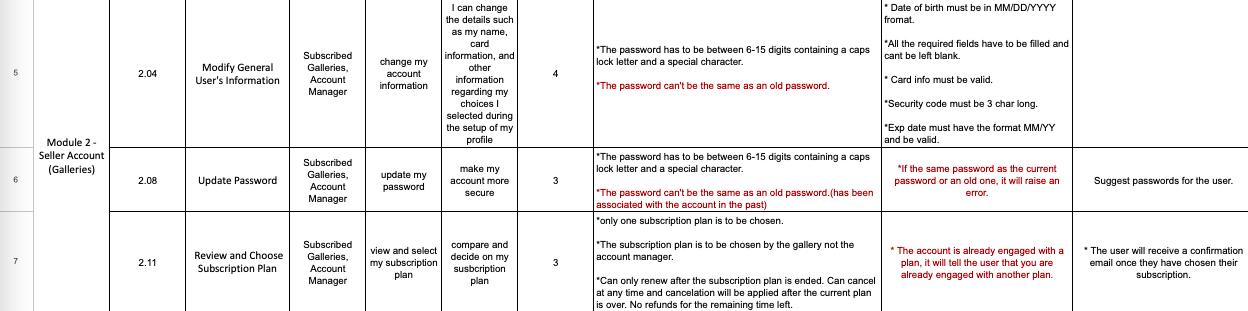 5
Module 2 -
Seller Account
(Galleries)
2.04
Modify General
User's Information
Subscribed
Galleries,
Account
Manager
change my
account
information
I can change
the details such
as my name,
card
information, and
other
information
regarding my
choices I
selected during
the setup of my
profile
4
*The password has to be between 6-15 digits containing a caps
lock letter and a special character.
*The password can't be the same as an old password.
* Date of birth must be in MM/DD/YYYY
fromat.
*All the required fields have to be filled and
cant be left blank.
* Card info must be valid.
*Security code must be 3 char long.
*Exp date must have the format MM/YY
and be valid.
6
2.08
Update Password
Subscribed
Galleries,
Account
Manager
update my
password
make my
account more
secure
3
*The password has to be between 6-15 digits containing a caps
lock letter and a special character.
*The password can't be the same as an old password.(has been
associated with the account in the past)
*If the same password as the current
password or an old one, it will raise an
error.
Suggest passwords for the user.
7
2.11
Review and Choose
Subscription Plan
Subscribed
Galleries,
Account
Manager
view and select
my subscription
plan
compare and
decide on my
susbcription
plan
3
*only one subscription plan is to be chosen.
*The subscription plan is to be chosen by the gallery not the
account manager.
*Can only renew after the subscription plan is ended. Can cancel
at any time and cancelation will be applied after the current plan
is over. No refunds for the remaining time left.
* The account is already engaged with a
plan, it will tell the user that you are
already engaged with another plan.
* The user will receive a confirmation
email once they have chosen their
subscription.